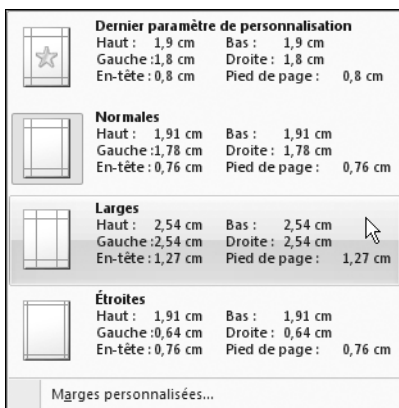 Dernier paramètre de personnalisation
Haut : 1,9 cm Bas : 1,9 cm
Gauche :1,8 cm Droite : 1,8 cm
En-tête : 0,8 cm Pied de page : 0,8 cm
Normales
Haut : 1,91 cm Bas : 1,91 cm
Gauche :1,78 cm Droite : 1,78 cm
En-tête : 0,76 cm Pied de page : 0,76 cm
Larges
Haut : 2,54 cm Bas : 2,54 cm
Gauche :2,54 cm Droite : 2,54 cm
En-tête : 1,27 cm Pied de page : 1,27 cm
Étroites
Haut : 1,91 cm Bas : 1,91 cm
Gauche :0,64 cm Droite : 0,64 cm
En-tête : 0,76 cm Pied de page : 0,76 cm
Marges personnalisées...